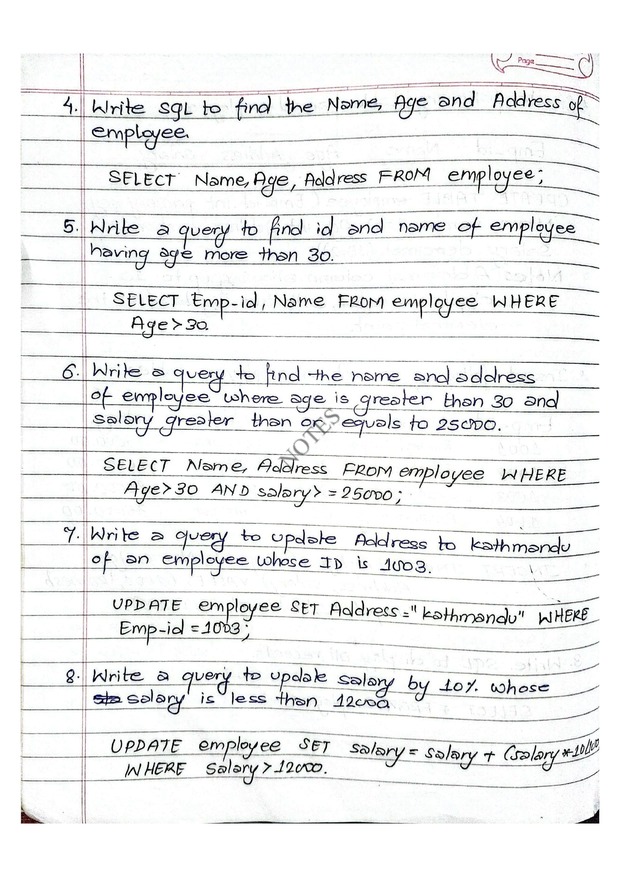 Page
4. Write SQL to find the Name, Age and Address of
employee.
SELECT Name, Age, Address FROM employee;
5. Write a query to find id and name of employee
having age more than 30.
SELECT Emp-id, Name FROM employee WHERE
Age>30.
6. Write a query to find the name and address
of employee where age is greater than 30 and
salary greater than or equals to 25000.
NOTES
SELECT Name, Address FROM employee WHERE
Age>30 AND salary> = 25000;
7. Write a query to update Address to kathmandu
of an employee whose ID is 1003.
UPDATE employee SET Address="kathmandu" WHERE
Emp-id = 1003;
8. Write a query to update salary by 10% whose
salary is less than 12000
UPDATE employee SET salary = salary + (salary *10/100
WHERE Salary>12000.